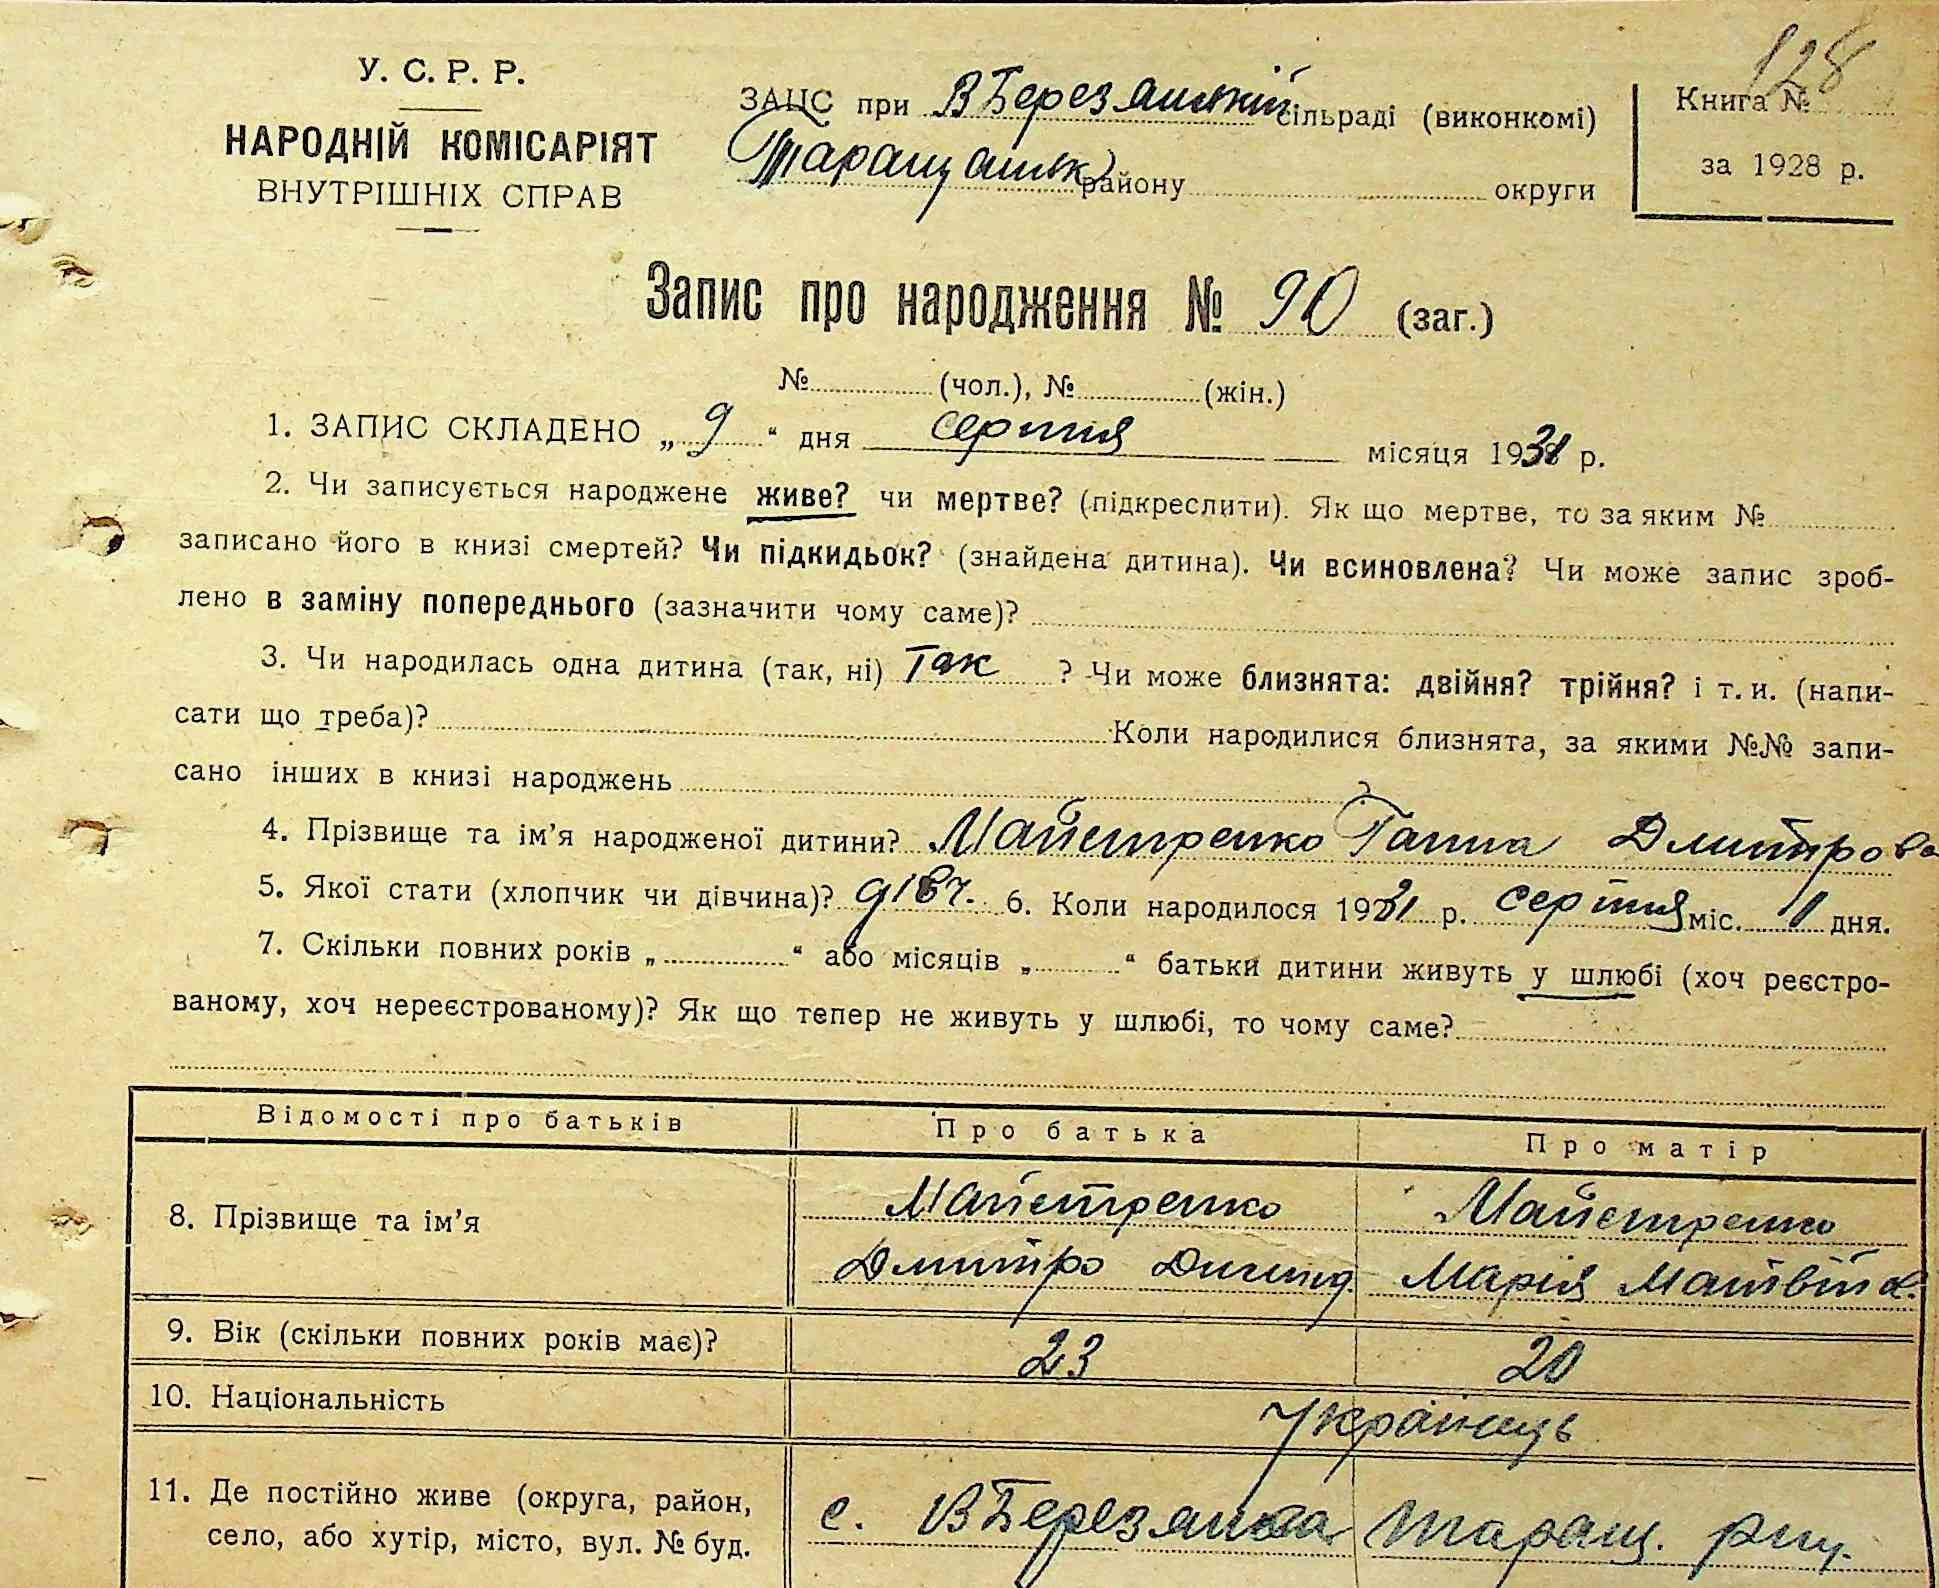 128
У. С. Р. Р.
НАРОДНІЙ КОМІСАРІЯТ
ВНУТРІШНІХ СПРАВ
ЗАЦС при ВБерезанській сільраді (виконкомі)
Таращанськ району округи
Книга №
за 1928 р.
Запис про народження № 90 (заг.)
№ (чол.), № (жін.)
1. ЗАПИС СКЛАДЕНО „ 9 “ дня серпня місяця 1931 р.
2. Чи записується народжене живе? чи мертве? (підкреслити). Як що мертве, то за яким №
записано його в книзі смертей? Чи підкидьок? (знайдена дитина). Чи всиновлена? Чи може запис зроб-
лено в заміну попереднього (зазначити чому саме)?
3. Чи народилась одна дитина (так, ні) Так ? Чи може близнята: двійня? трійня? і т. и. (напи-
сати що треба)? Коли народилися близнята, за якими №№ запи-
сано інших в книзі народжень ?
4. Прізвище та ім’я народженої дитини? Майстренко Ганна Дмитрова
5. Якої стати (хлопчик чи дівчина)? дівч. 6. Коли народилося 1931 р. серпня міс. 1 дня.
7. Скільки повних років „ “ або місяців „ “ батьки дитини живуть у шлюбі (хоч реєстро-
ваному, хоч нереєстрованому)? Як що тепер не живуть у шлюбі, то чому саме?
Відомості про батьків Про батька Про матір
8. Прізвище та ім’я Майстренко Майстренко
Дмитро Марія Матвій.
9. Вік (скільки повних років має)? 23 20
10. Національність Українець
11. Де постійно живе (округа, район,
село, або хутір, місто, вул. № буд. с. ВБерезанка Таращ. рну.